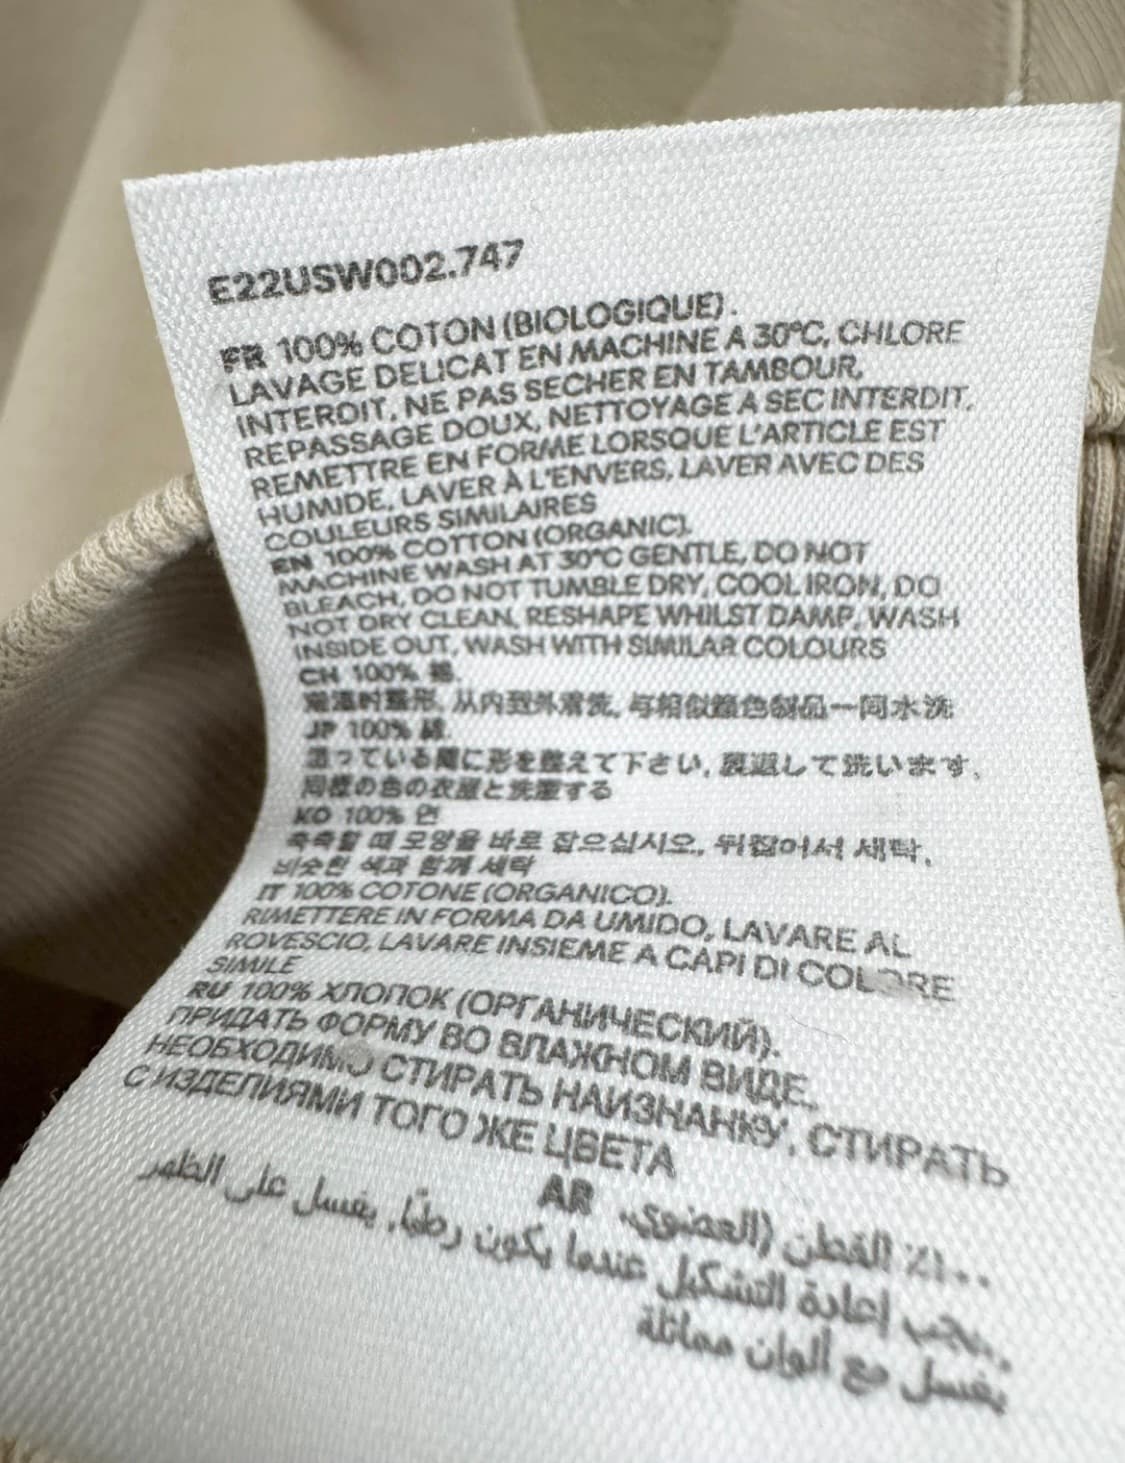 E22USW002.747
FR 100% COTON (BIOLOGIQUE).
LAVAGE DELICAT EN MACHINE A 30°C, CHLORE
INTERDIT, NE PAS SECHER EN TAMBOUR,
REPASSAGE DOUX, NETTOYAGE A SEC INTERDIT,
REMETTRE EN FORME LORSQUE L'ARTICLE EST
HUMIDE, LAVER À L'ENVERS, LAVER AVEC DES
COULEURS SIMILAIRES
EN 100% COTTON (ORGANIC).
MACHINE WASH AT 30°C GENTLE, DO NOT
BLEACH, DO NOT TUMBLE DRY, COOL IRON, DO
NOT DRY CLEAN, RESHAPE WHILST DAMP, WASH
INSIDE OUT, WASH WITH SIMILAR COLOURS
CH 100% 棉.
湿润时整形, 从内到外清洗, 与相似颜色制品一同水洗
JP 100% 綿.
湿っている間に形を整えて下さい, 裏返して洗います,
同様の色の衣服と洗濯する
KO 100% 면
촉촉할 때 모양을 바로 잡으십시오, 뒤집어서 세탁,
비슷한 색과 함께 세탁
IT 100% COTONE (ORGANICO).
RIMETTERE IN FORMA DA UMIDO, LAVARE AL
ROVESCIO, LAVARE INSIEME A CAPI DI COLORE
SIMILE
RU 100% ХЛОПОК (ОРГАНИЧЕСКИЙ).
ПРИДАТЬ ФОРМУ ВО ВЛАЖНОМ ВИДЕ,
НЕОБХОДИМО СТИРАТЬ НАИЗНАНКУ, СТИРАТЬ
С ИЗДЕЛИЯМИ ТОГО ЖЕ ЦВЕТА
١٠٠٪ القطن (العضوي). AR
يجب إعادة التشكيل عندما يكون رطبًا, يغسل على الظهر
يغسل مع ألوان مماثلة